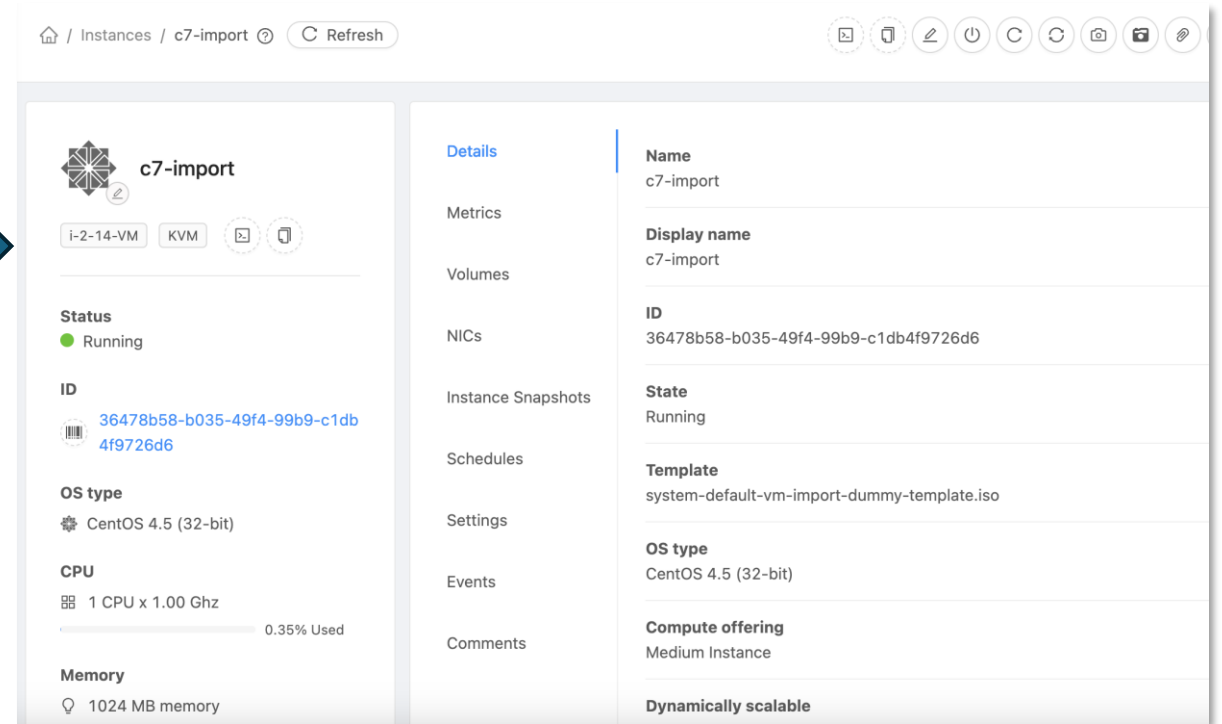 / Instances / c7-import Refresh
c7-import
i-2-14-VM KVM
Status
Running
ID
36478b58-b035-49f4-99b9-c1db
4f9726d6
OS type
CentOS 4.5 (32-bit)
CPU
1 CPU x 1.00 Ghz
0.35% Used
Memory
1024 MB memory
Details
Metrics
Volumes
NICs
Instance Snapshots
Schedules
Settings
Events
Comments
Name
c7-import
Display name
c7-import
ID
36478b58-b035-49f4-99b9-c1db4f9726d6
State
Running
Template
system-default-vm-import-dummy-template.iso
OS type
CentOS 4.5 (32-bit)
Compute offering
Medium Instance
Dynamically scalable